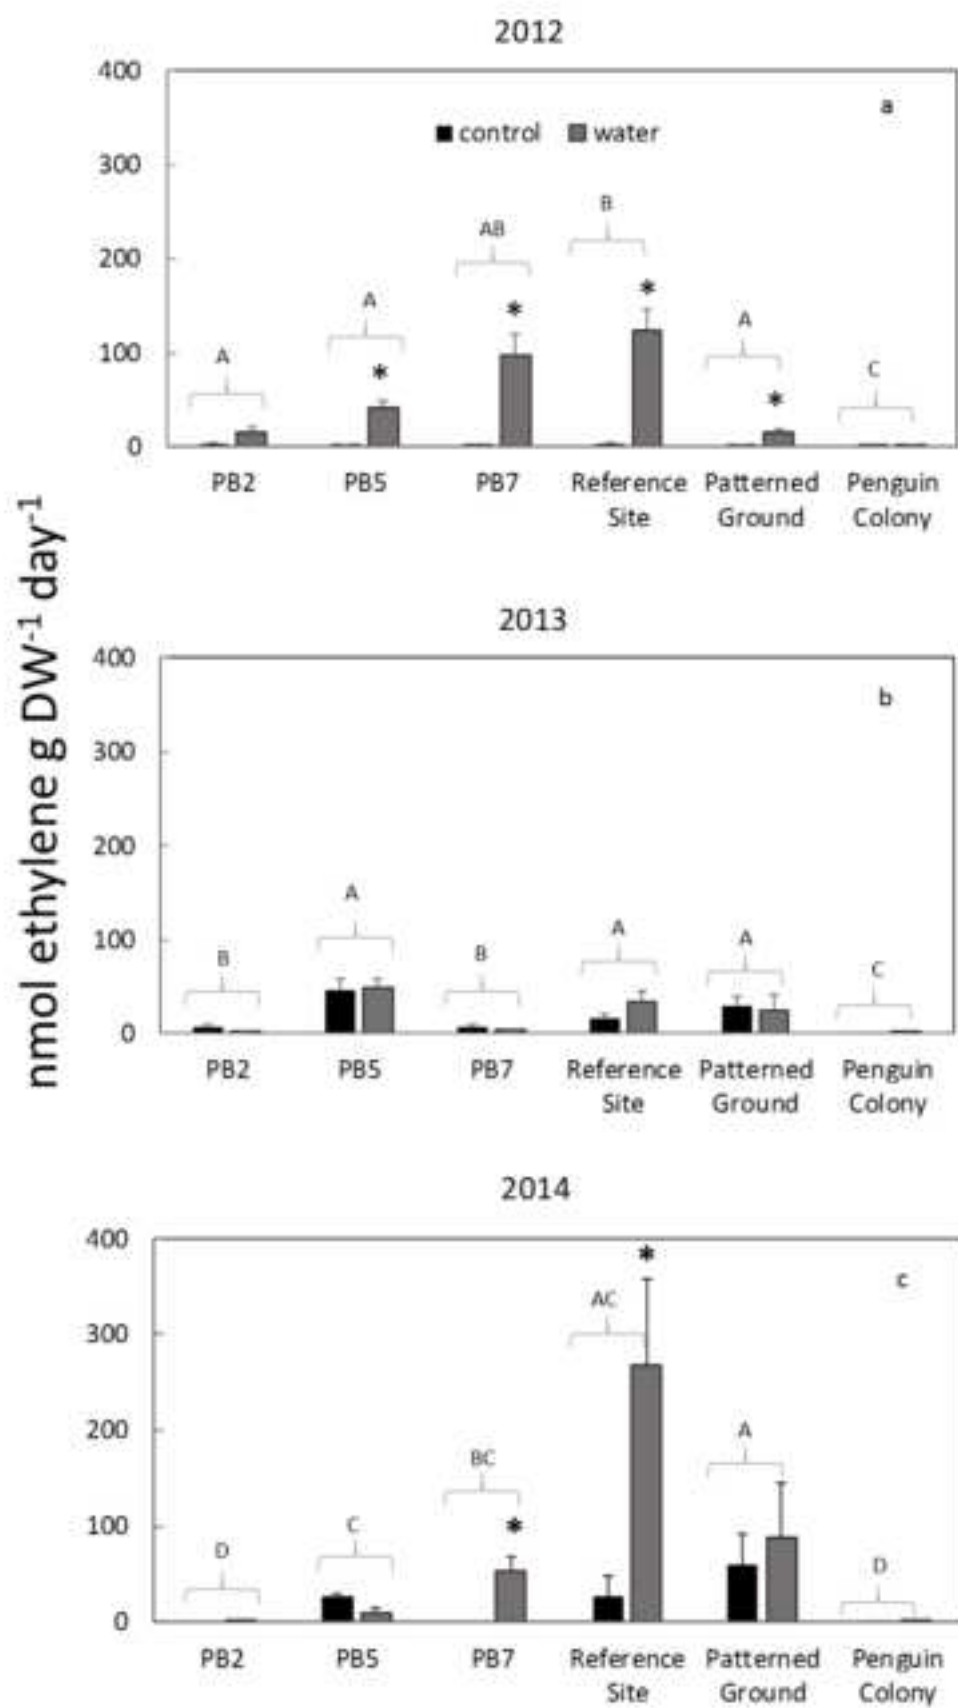 2012
400
a
control water
300
B
AB
200
*
*
A
A
A
100
*
C
*
0
PB2 PB5 PB7 Reference Site Patterned Ground Penguin Colony
nmol ethylene g DW⁻¹ day⁻¹
2013
400
b
300
200
A
A
A
100
B
B
C
0
PB2 PB5 PB7 Reference Site Patterned Ground Penguin Colony
2014
400
*
c
AC
300
200
A
BC
100
*
C
D
D
0
PB2 PB5 PB7 Reference Site Patterned Ground Penguin Colony